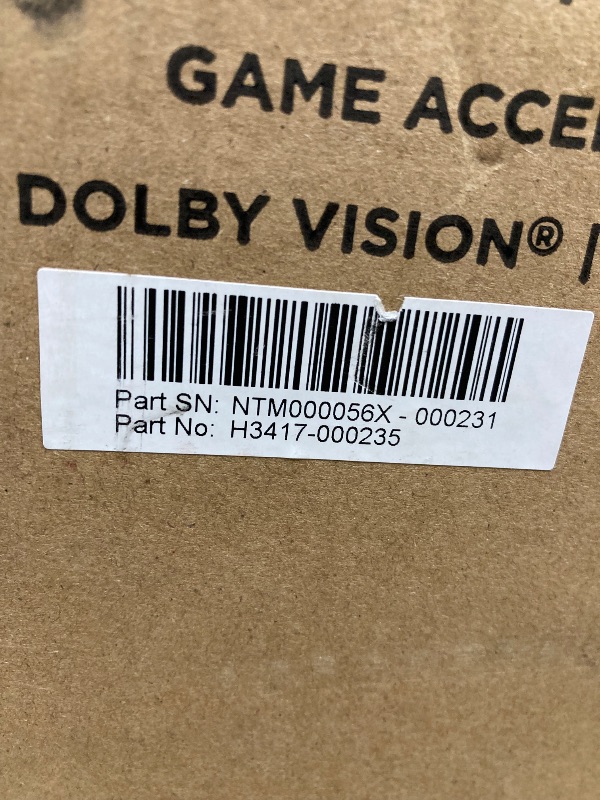 GAME ACCE
DOLBY VISION® |
Part SN: NTM000056X - 000231
Part No: H3417-000235